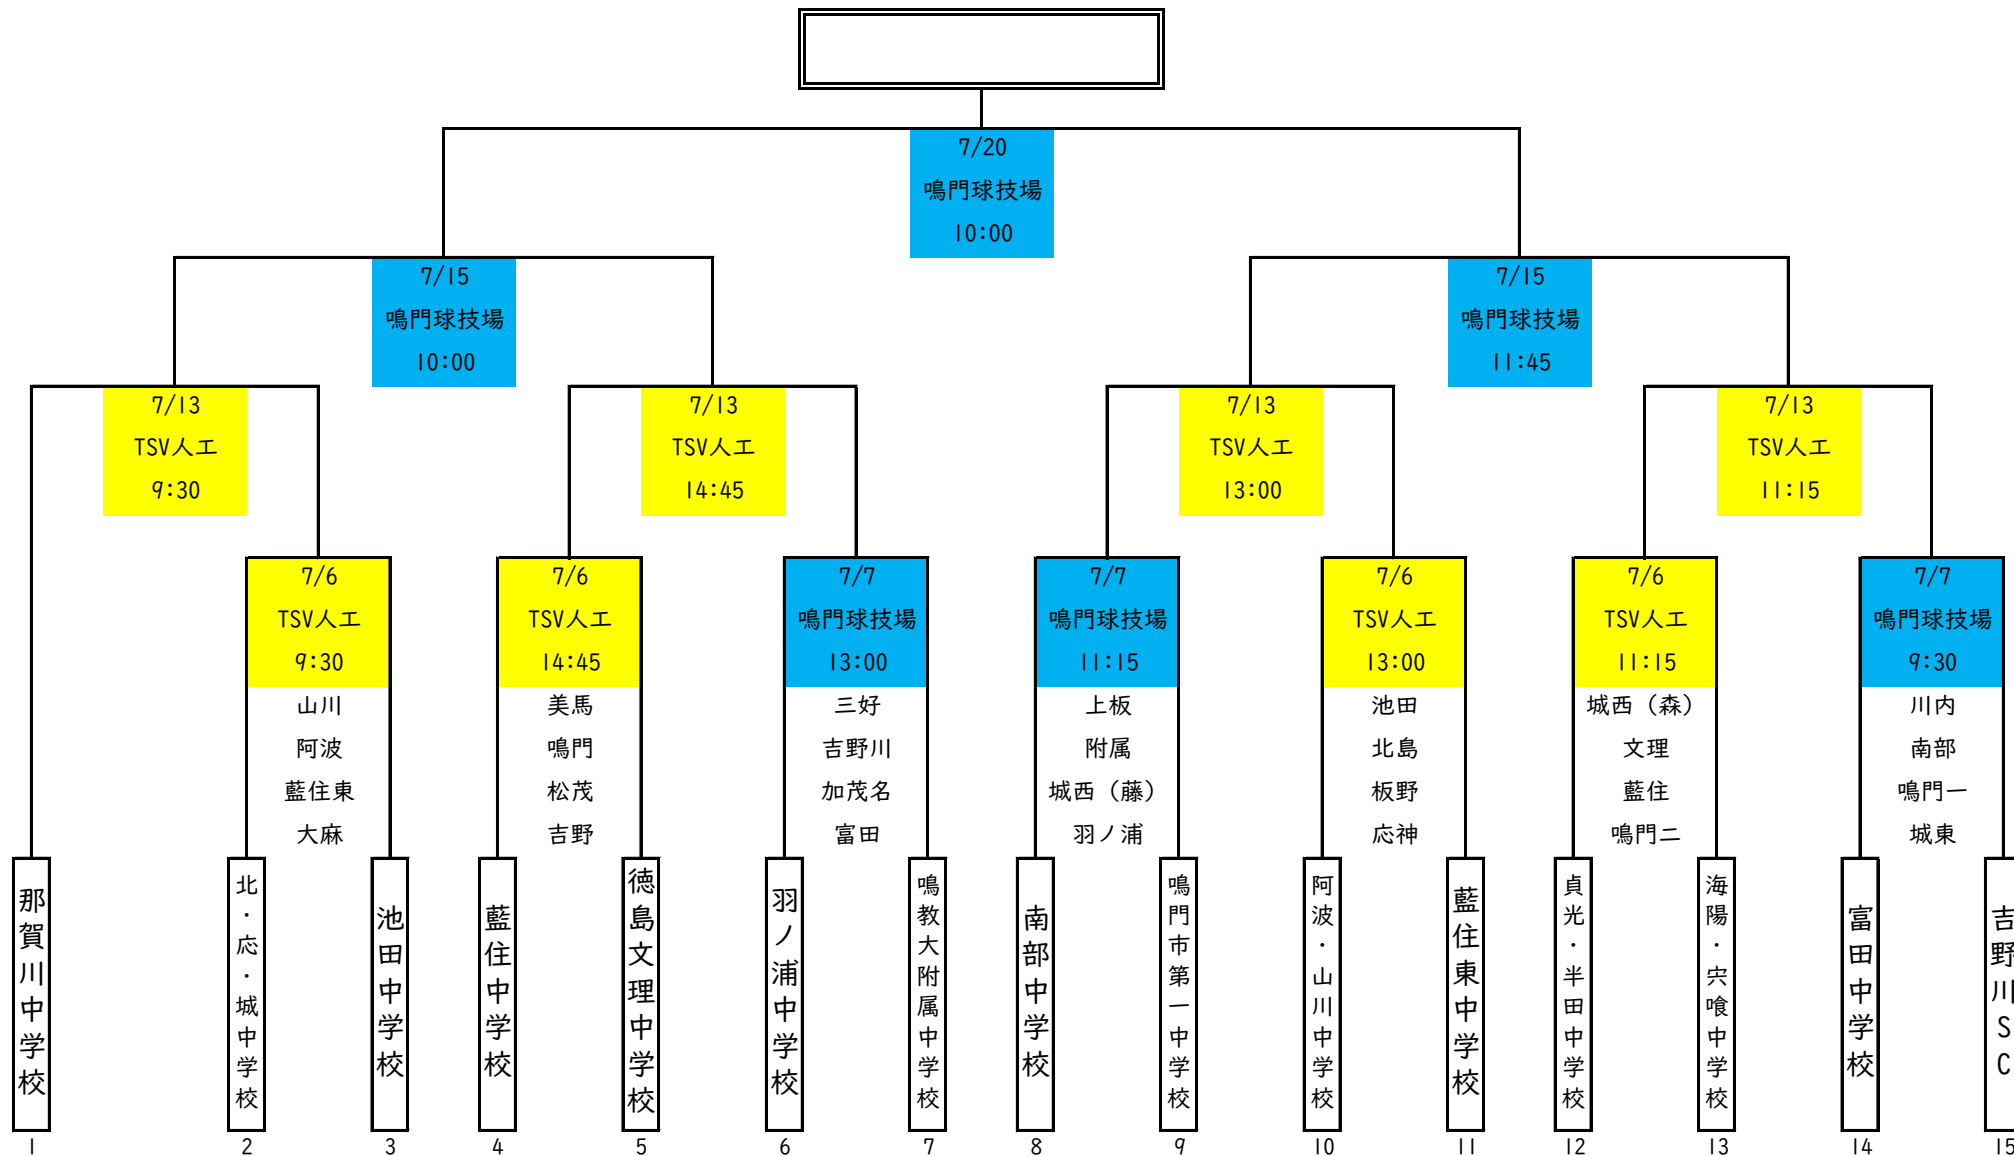 7/20
鳴門球技場
10:00
7/15
鳴門球技場
10:00
7/15
鳴門球技場
11:45
7/13
TSV人工
9:30
7/13
TSV人工
14:45
7/13
TSV人工
13:00
7/13
TSV人工
11:15
7/6
TSV人工
9:30
山川
阿波
藍住東
大麻
7/6
TSV人工
14:45
美馬
鳴門
松茂
吉野
7/7
鳴門球技場
13:00
三好
吉野川
加茂名
富田
7/7
鳴門球技場
11:15
上板
附属
城西（藤）
羽ノ浦
7/6
TSV人工
13:00
池田
北島
板野
応神
7/6
TSV人工
11:15
城西（森）
文理
藍住
鳴門二
7/7
鳴門球技場
9:30
川内
南部
鳴門一
城東
那賀川中学校
北・応・城中学校
池田中学校
藍住中学校
徳島文理中学校
羽ノ浦中学校
鳴教大附属中学校
南部中学校
鳴門市第一中学校
阿波・山川中学校
藍住東中学校
貞光・半田中学校
海陽・宍喰中学校
富田中学校
吉野川SC
1
2
3
4
5
6
7
8
9
10
11
12
13
14
15